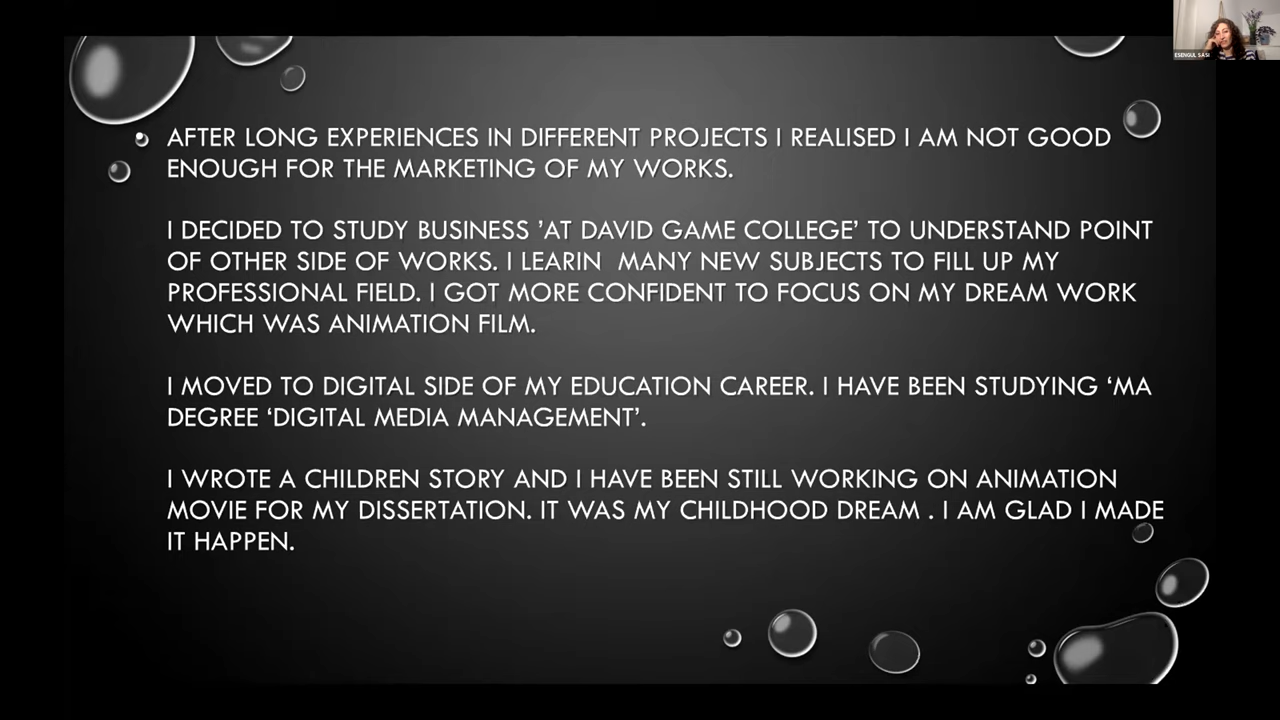 ESENGUL SASI
AFTER LONG EXPERIENCES IN DIFFERENT PROJECTS I REALISED I AM NOT GOOD
ENOUGH FOR THE MARKETING OF MY WORKS.
I DECIDED TO STUDY BUSINESS ’AT DAVID GAME COLLEGE’ TO UNDERSTAND POINT
OF OTHER SIDE OF WORKS. I LEARIN MANY NEW SUBJECTS TO FILL UP MY
PROFESSIONAL FIELD. I GOT MORE CONFIDENT TO FOCUS ON MY DREAM WORK
WHICH WAS ANIMATION FILM.
I MOVED TO DIGITAL SIDE OF MY EDUCATION CAREER. I HAVE BEEN STUDYING ‘MA
DEGREE ‘DIGITAL MEDIA MANAGEMENT’.
I WROTE A CHILDREN STORY AND I HAVE BEEN STILL WORKING ON ANIMATION
MOVIE FOR MY DISSERTATION. IT WAS MY CHILDHOOD DREAM . I AM GLAD I MADE
IT HAPPEN.